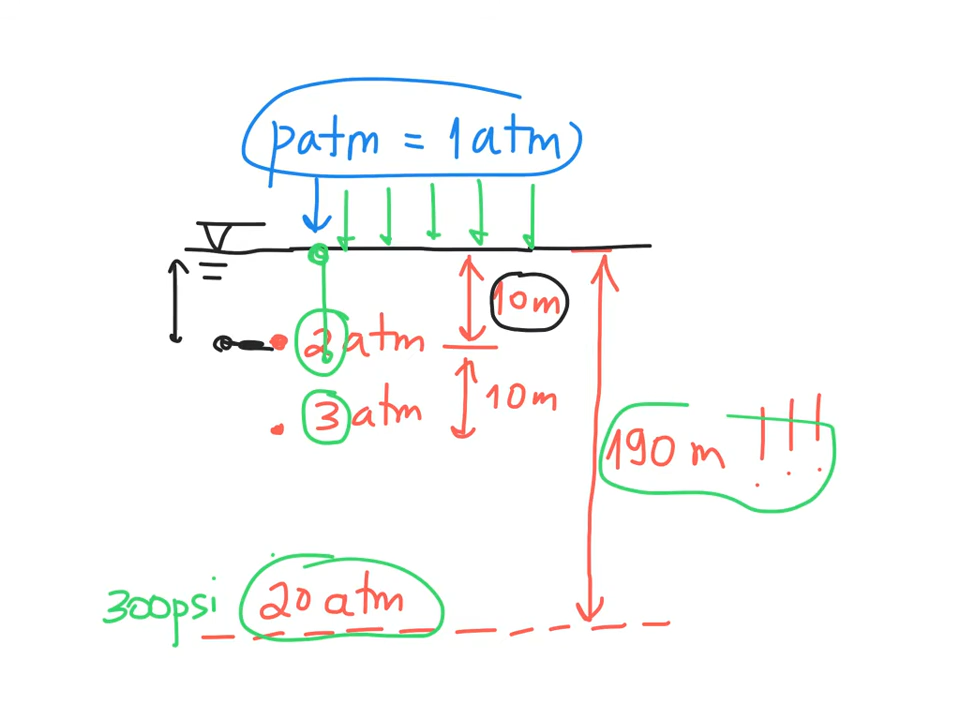 patm = 1atm
10m
2atm
3atm
10m
190m !!!
300psi 20 atm